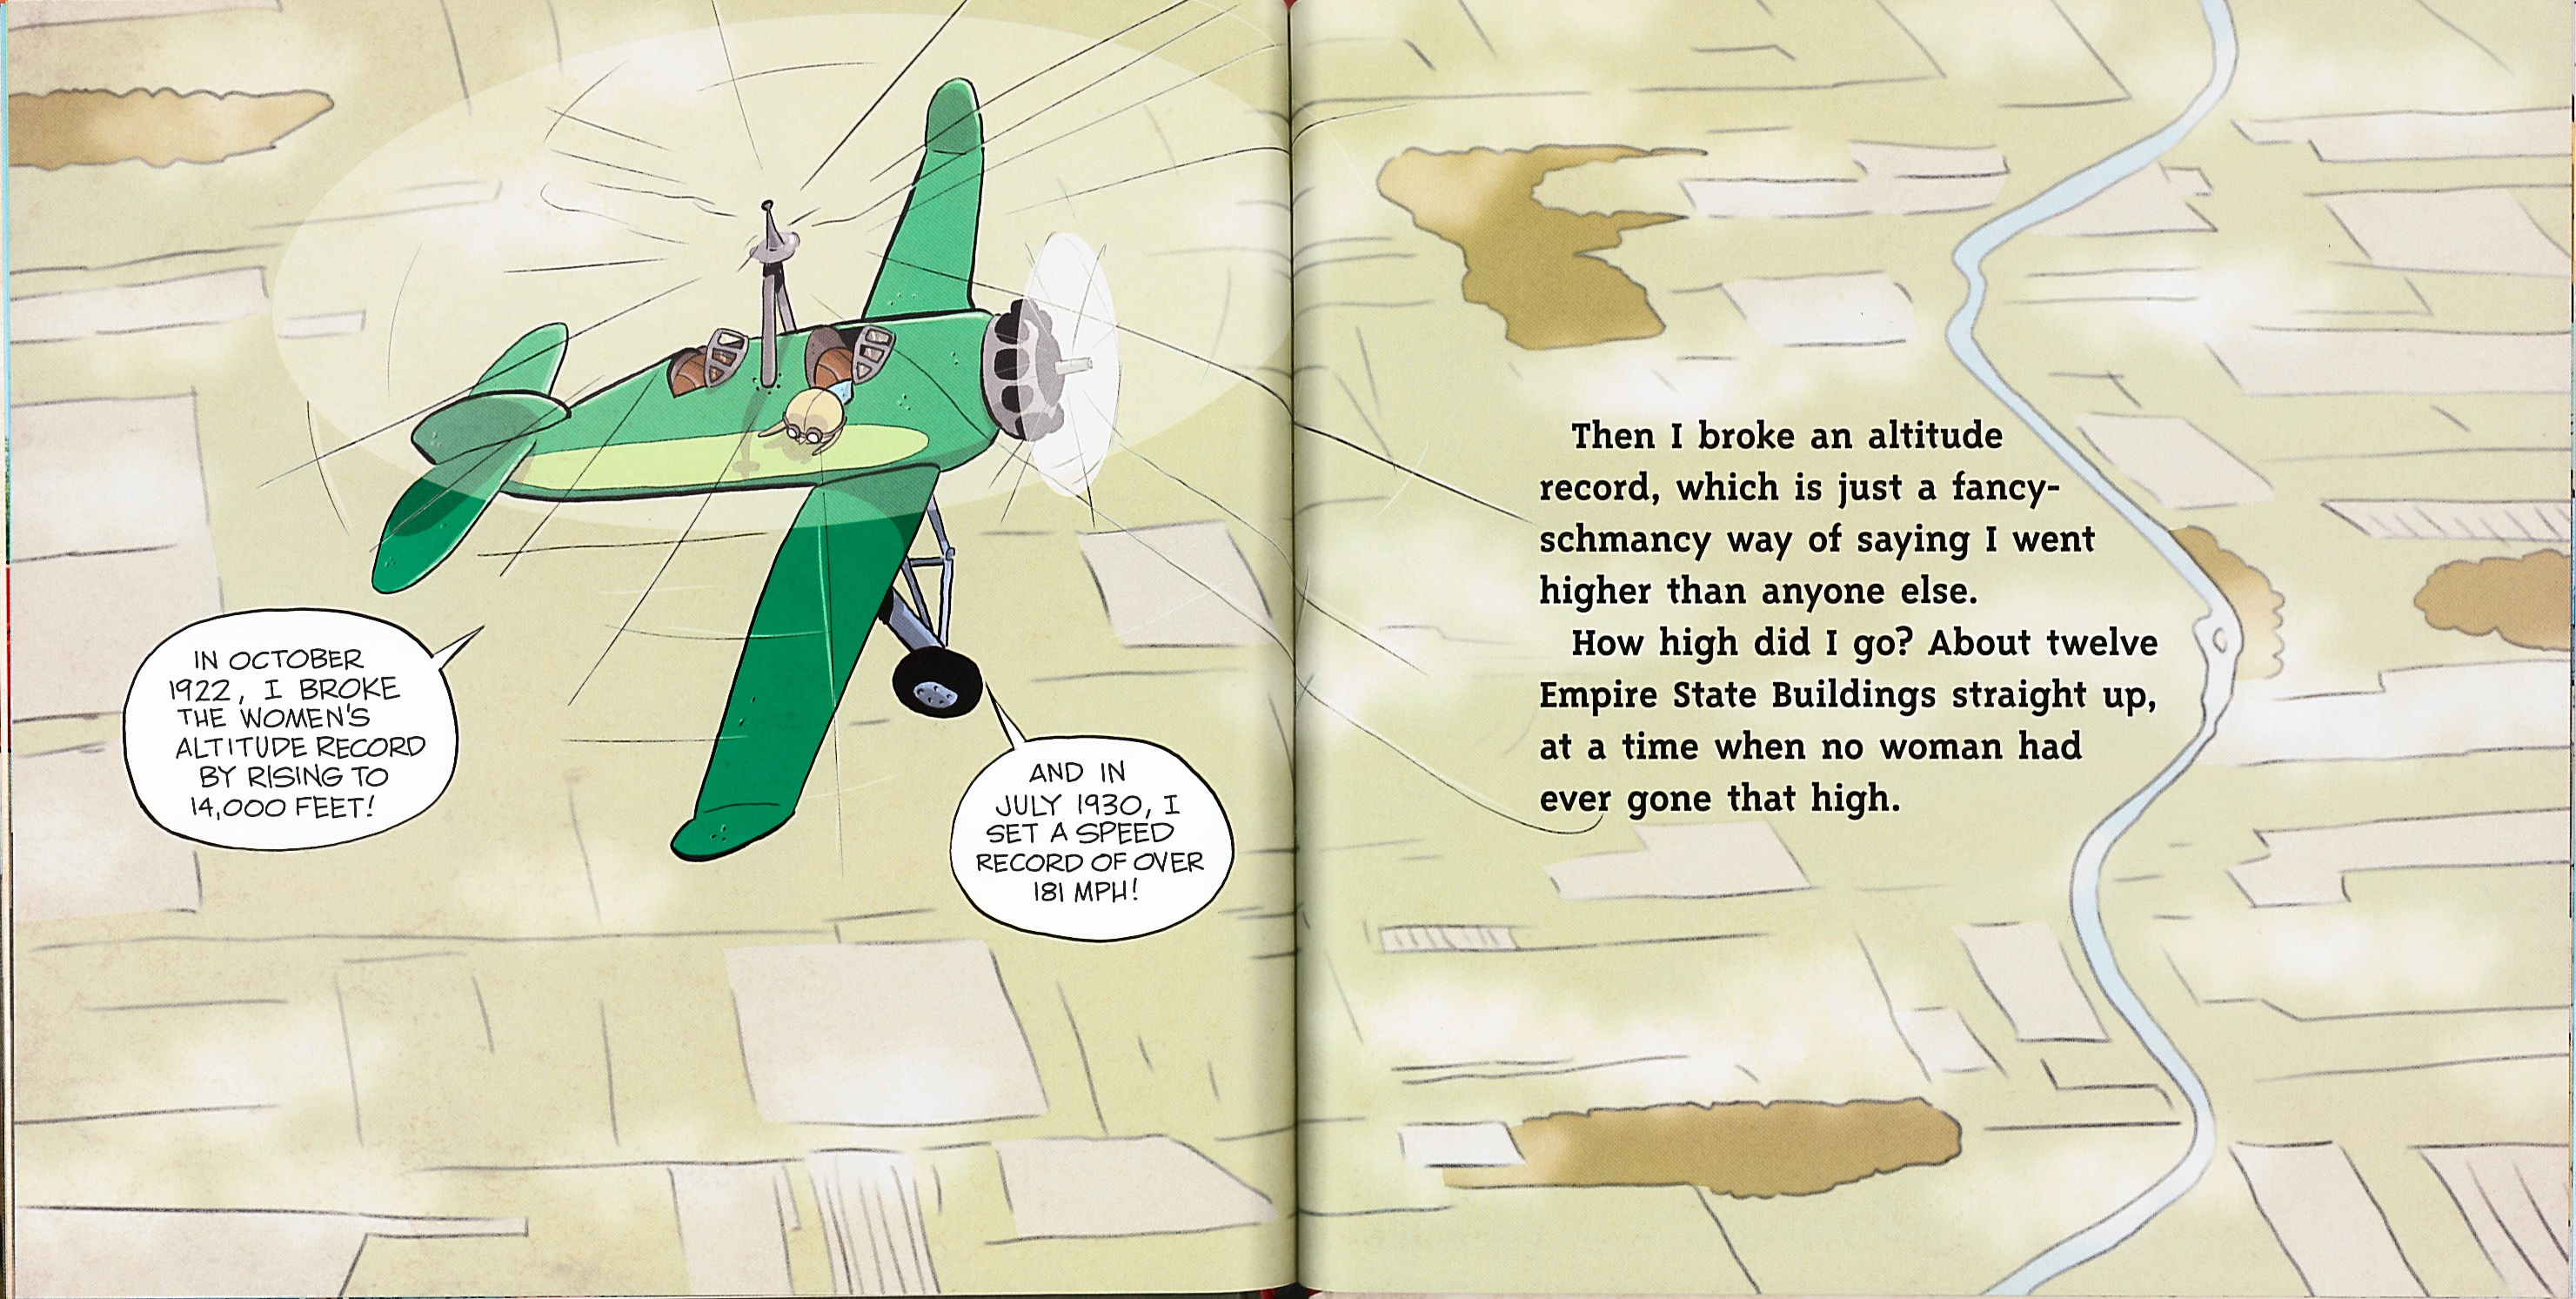 IN OCTOBER
1922, I BROKE
THE WOMEN'S
ALTITUDE RECORD
BY RISING TO
14,000 FEET!
AND IN
JULY 1930, I
SET A SPEED
RECORD OF OVER
181 MPH!
Then I broke an altitude
record, which is just a fancy-
schmancy way of saying I went
higher than anyone else.
How high did I go? About twelve
Empire State Buildings straight up,
at a time when no woman had
ever gone that high.